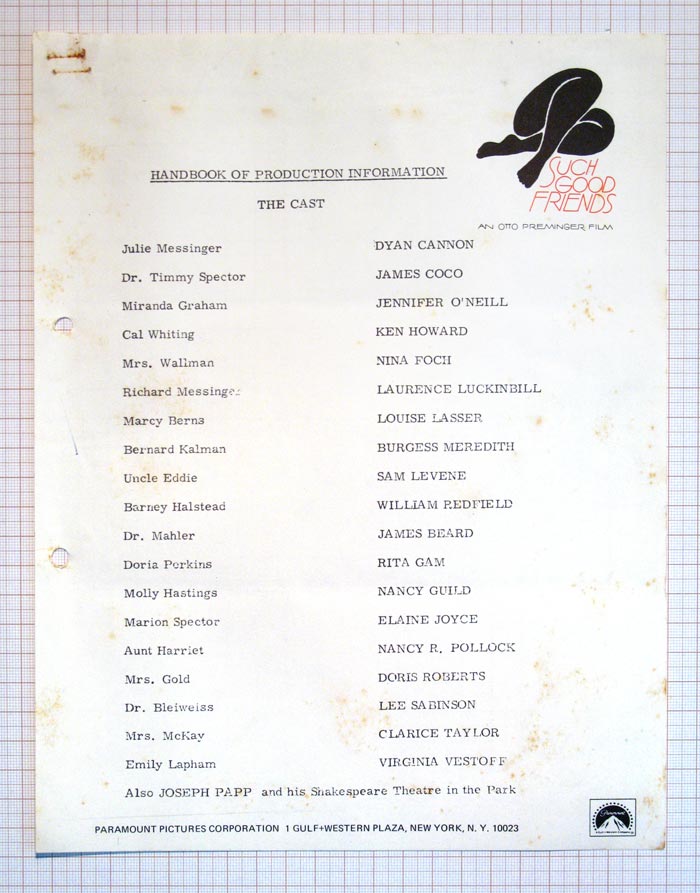 SUCH
GOOD
FRIENDS
AN OTTO PREMINGER FILM
HANDBOOK OF PRODUCTION INFORMATION
THE CAST
Julie Messinger DYAN CANNON
Dr. Timmy Spector JAMES COCO
Miranda Graham JENNIFER O'NEILL
Cal Whiting KEN HOWARD
Mrs. Wallman NINA FOCH
Richard Messinger LAURENCE LUCKINBILL
Marcy Berns LOUISE LASSER
Bernard Kalman BURGESS MEREDITH
Uncle Eddie SAM LEVENE
Barney Halstead WILLIAM REDFIELD
Dr. Mahler JAMES BEARD
Doria Perkins RITA GAM
Molly Hastings NANCY GUILD
Marion Spector ELAINE JOYCE
Aunt Harriet NANCY R. POLLOCK
Mrs. Gold DORIS ROBERTS
Dr. Bleiweiss LEE SABINSON
Mrs. McKay CLARICE TAYLOR
Emily Lapham VIRGINIA VESTOFF
Also JOSEPH PAPP and his Shakespeare Theatre in the Park
PARAMOUNT PICTURES CORPORATION 1 GULF+WESTERN PLAZA, NEW YORK, N. Y. 10023
Paramount